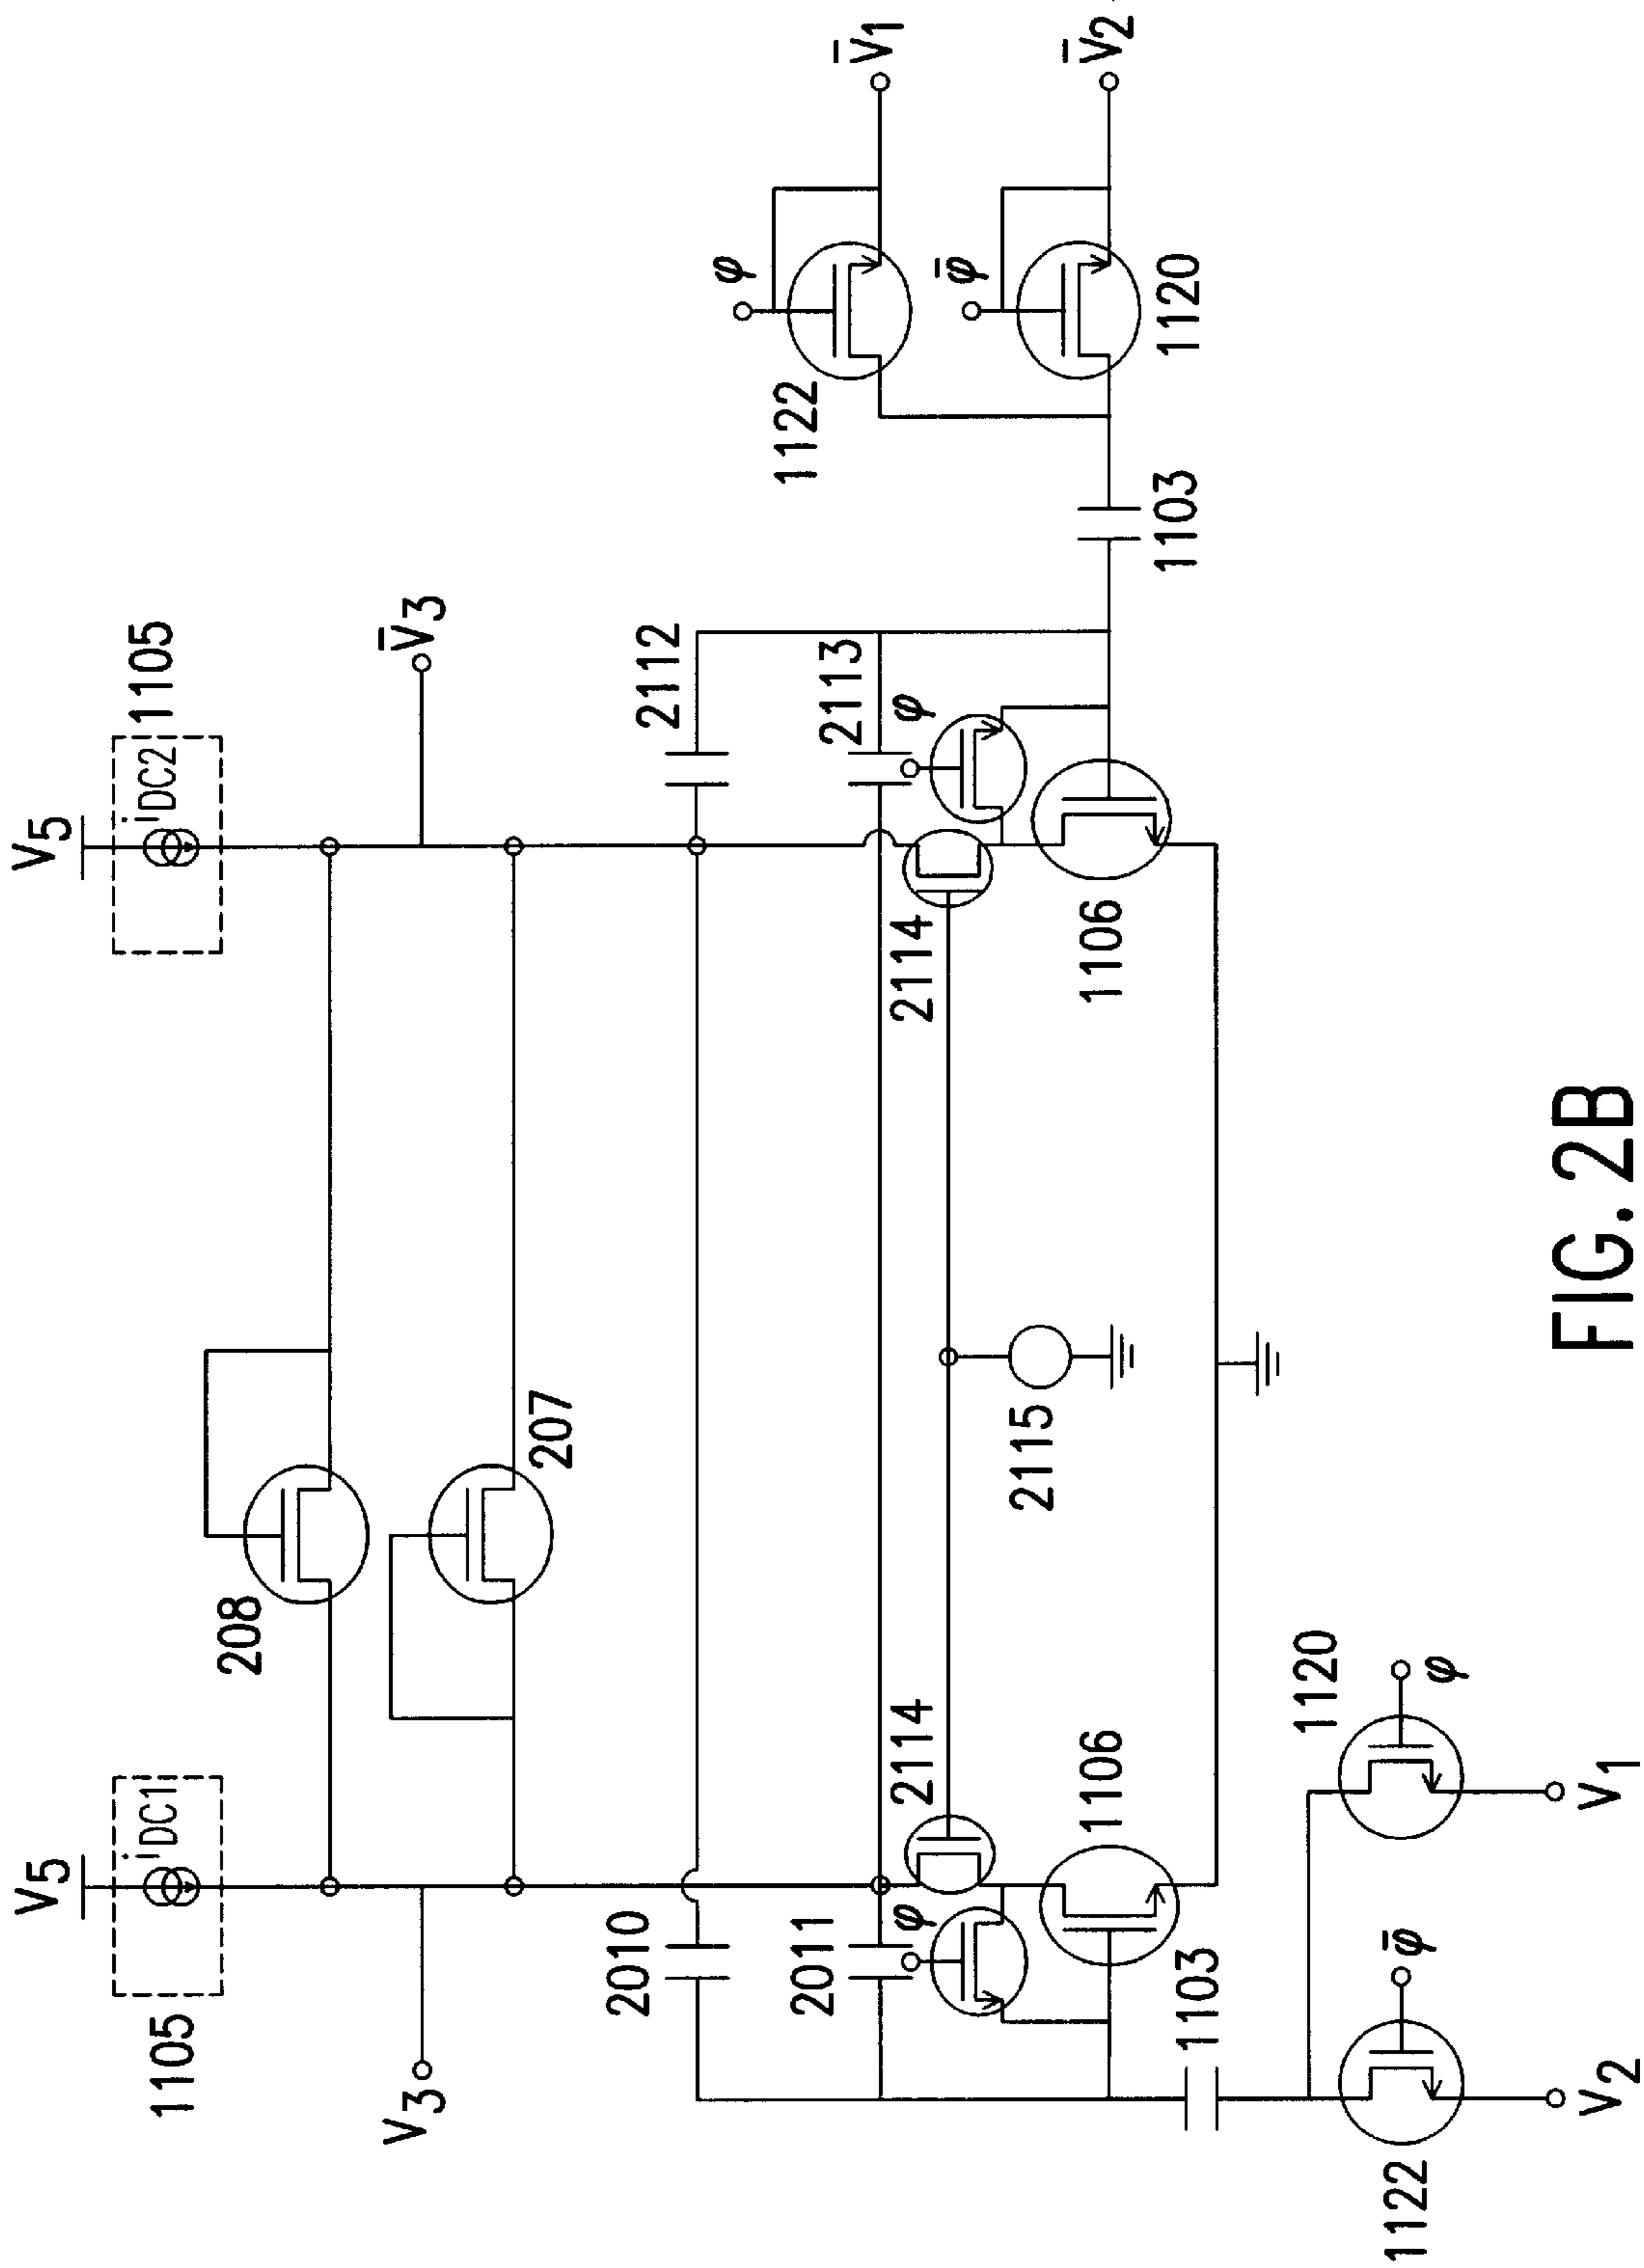 V5 V5
1105 iDC1 iDC2 1105
208
V3 V̄3
207
2010 2112
φ
2011 2113 1122
V̄1
φ 2114 2114 φ
φ̄
2115
1106 1106 V̄2
1103 1103 1120
1120
1122 φ̄ φ
V2 V1
FIG. 2B